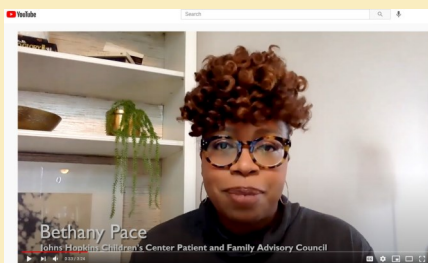 YouTube
Search
Bethany Pace
Johns Hopkins Children's Center Patient and Family Advisory Council